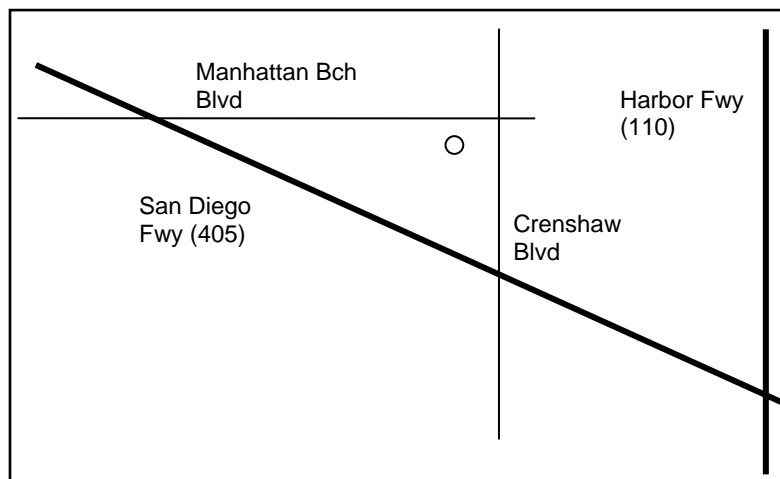 Manhattan Bch
Blvd
Harbor Fwy
(110)
San Diego
Fwy (405)
Crenshaw
Blvd